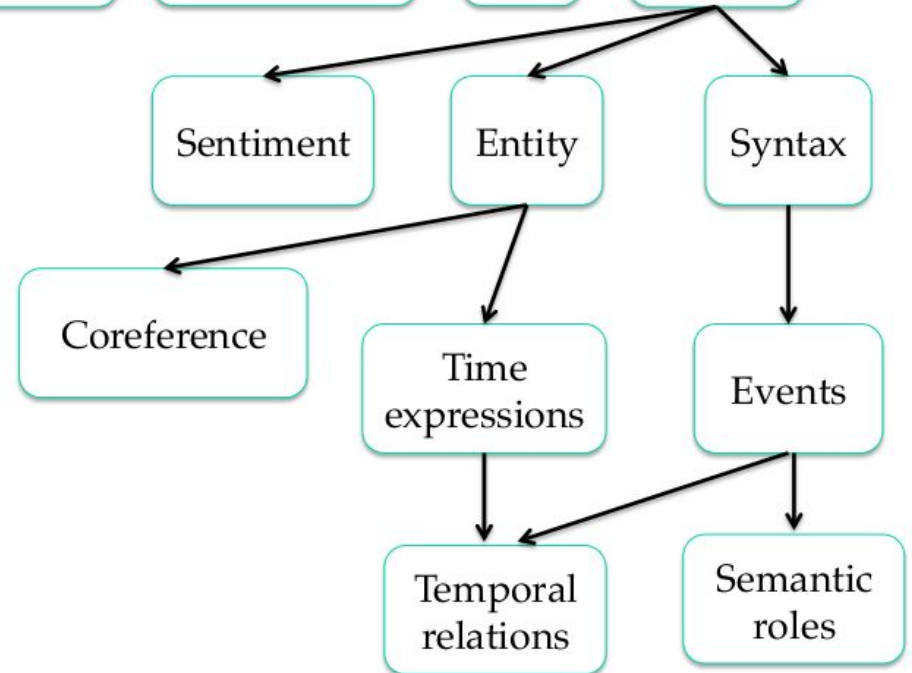 Sentiment
Entity
Syntax
Coreference
Time
expressions
Events
Temporal
relations
Semantic
roles